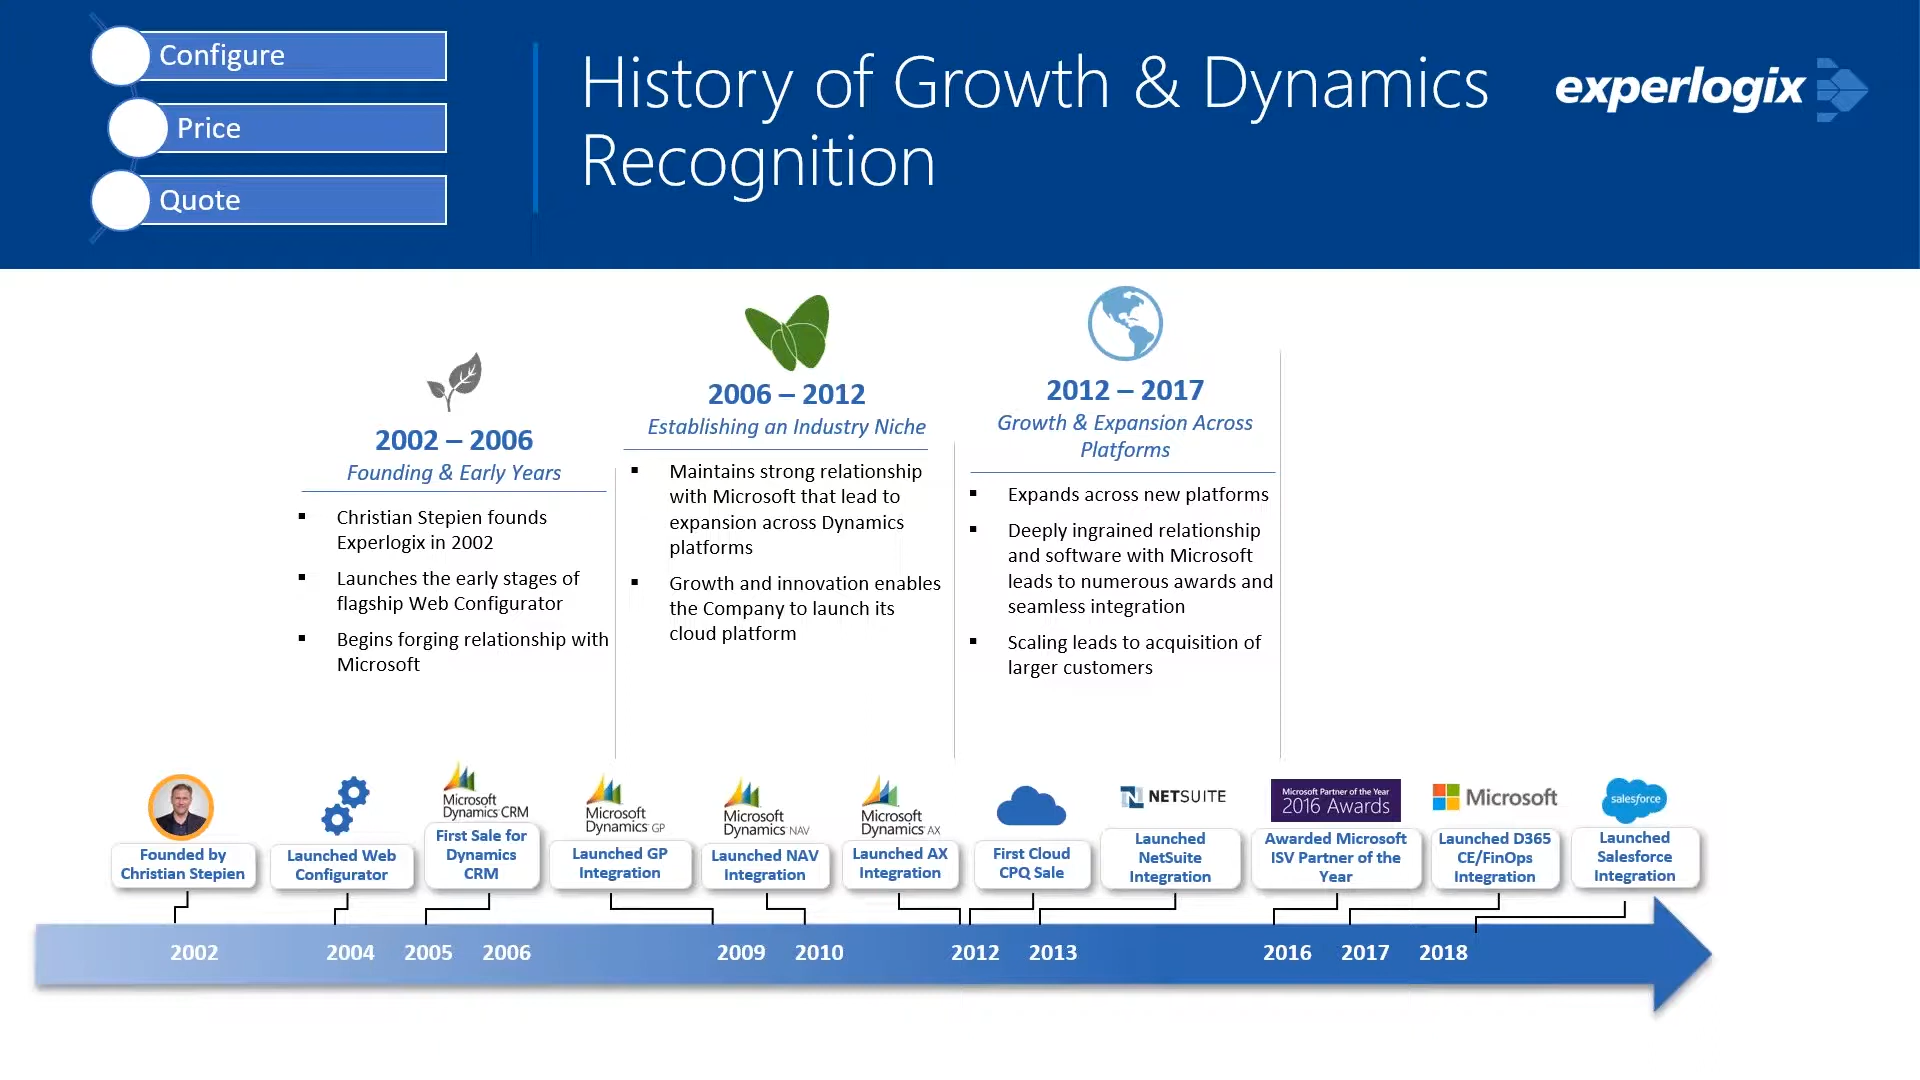 Configure
Price
Quote
History of Growth & Dynamics
Recognition
experlogix
2002 – 2006
Founding & Early Years
▪ Christian Stepien founds
Experlogix in 2002
▪ Launches the early stages of
flagship Web Configurator
▪ Begins forging relationship with
Microsoft
2006 – 2012
Establishing an Industry Niche
▪ Maintains strong relationship
with Microsoft that lead to
expansion across Dynamics
platforms
▪ Growth and innovation enables
the Company to launch its
cloud platform
2012 – 2017
Growth & Expansion Across
Platforms
▪ Expands across new platforms
▪ Deeply ingrained relationship
and software with Microsoft
leads to numerous awards and
seamless integration
▪ Scaling leads to acquisition of
larger customers
Founded by
Christian Stepien
Launched Web
Configurator
Microsoft
Dynamics CRM
First Sale for
Dynamics
CRM
Microsoft
Dynamics GP
Launched GP
Integration
Microsoft
Dynamics NAV
Launched NAV
Integration
Microsoft
Dynamics AX
Launched AX
Integration
First Cloud
CPQ Sale
NETSUITE
Launched
NetSuite
Integration
Microsoft Partner of the Year
2016 Awards
Awarded Microsoft
ISV Partner of the
Year
Microsoft
Launched D365
CE/FinOps
Integration
salesforce
Launched
Salesforce
Integration
2002 2004 2005 2006 2009 2010 2012 2013 2016 2017 2018